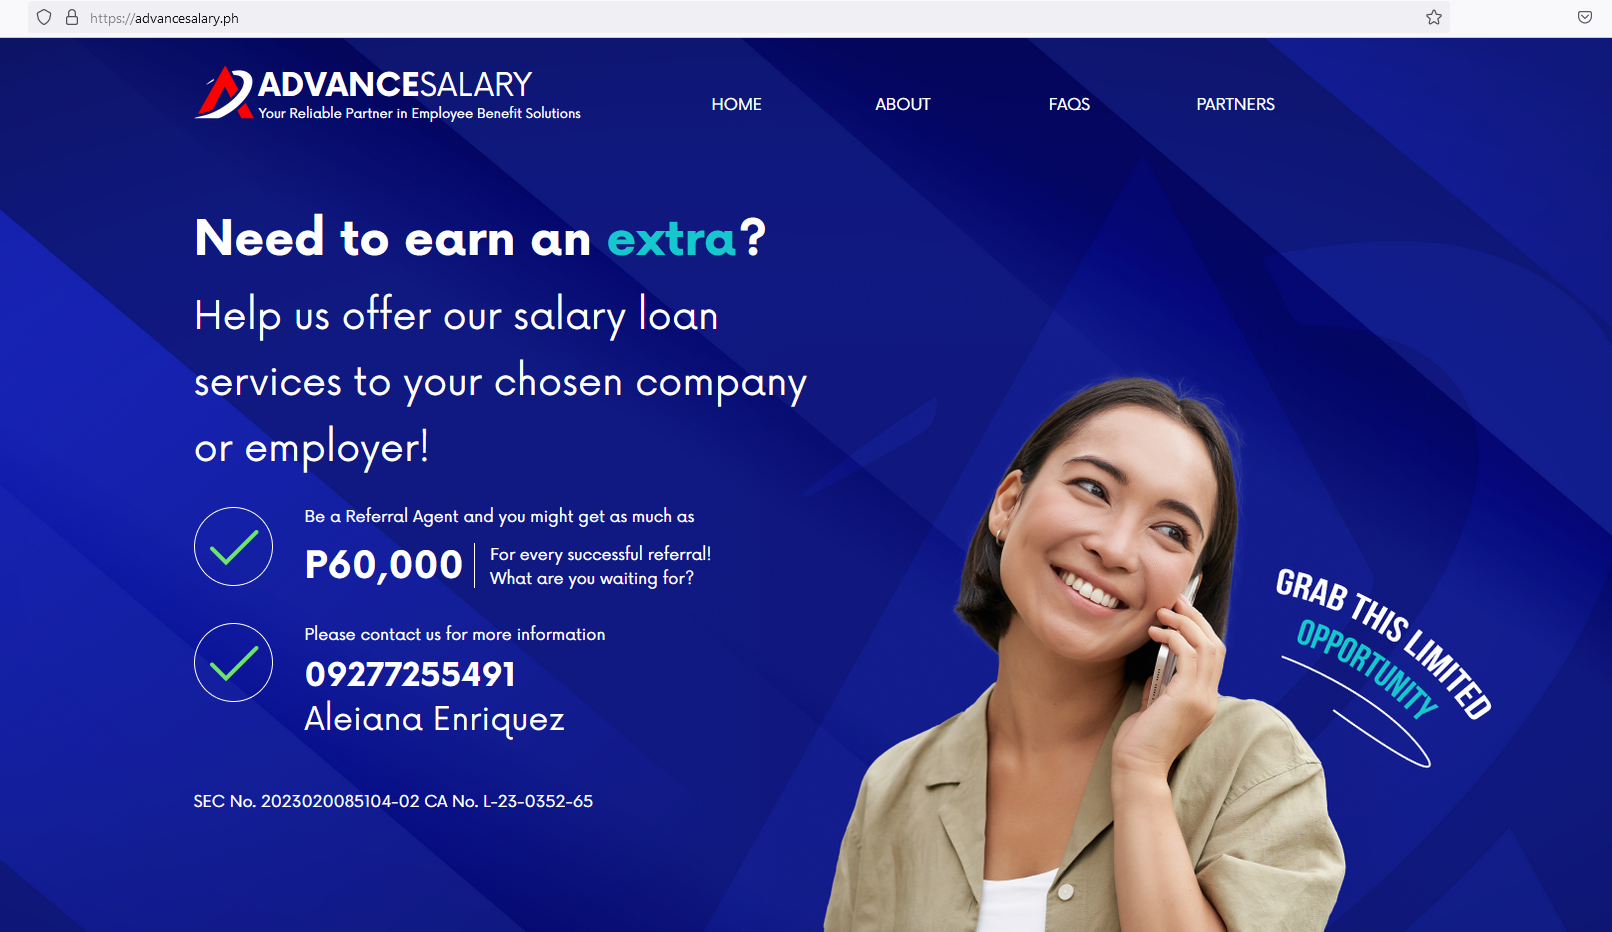 https://advancesalary.ph
ADVANCESALARY
Your Reliable Partner in Employee Benefit Solutions
HOME
ABOUT
FAQS
PARTNERS
Need to earn an extra?
Help us offer our salary loan
services to your chosen company
or employer!
Be a Referral Agent and you might get as much as
P60,000
For every successful referral!
What are you waiting for?
Please contact us for more information
09277255491
Aleiana Enriquez
GRAB THIS LIMITED
OPPORTUNITY
SEC No. 2023020085104-02 CA No. L-23-0352-65